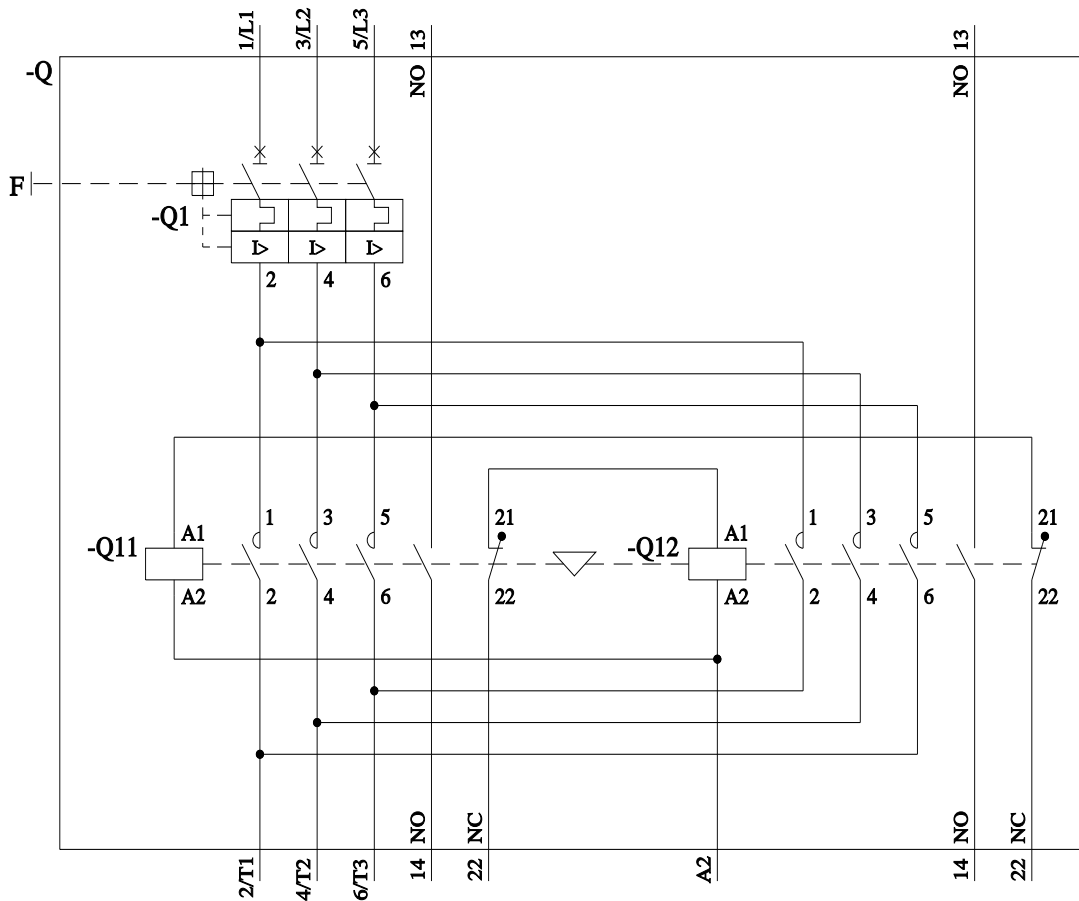 1/L1 3/L2 5/L3 NO 13 NO 13
-Q
F
-Q1
I> I> I>
2 4 6
1 3 5 21 1 3 5 21
-Q11 A1 -Q12 A1
A2 2 4 6 22 A2 2 4 6 22
2/T1 4/T2 6/T3 14 NO 22 NC A2 14 NO 22 NC